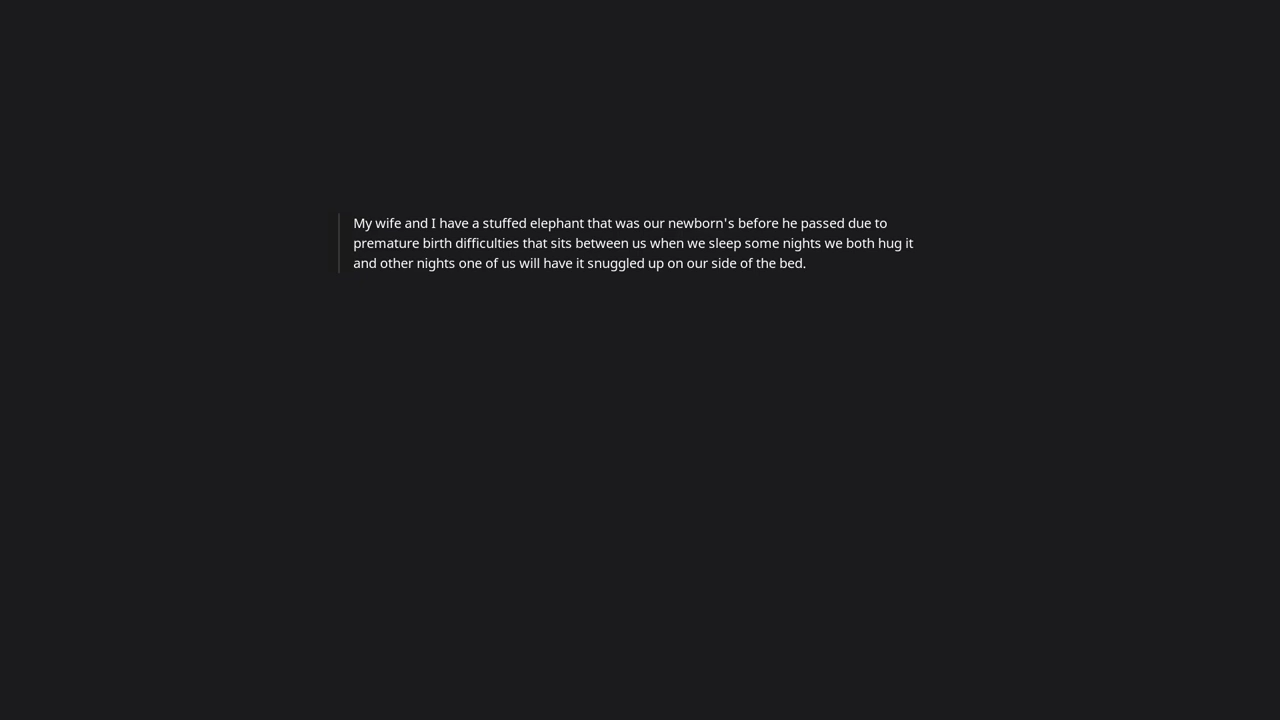 My wife and I have a stuffed elephant that was our newborn's before he passed due to
premature birth difficulties that sits between us when we sleep some nights we both hug it
and other nights one of us will have it snuggled up on our side of the bed.